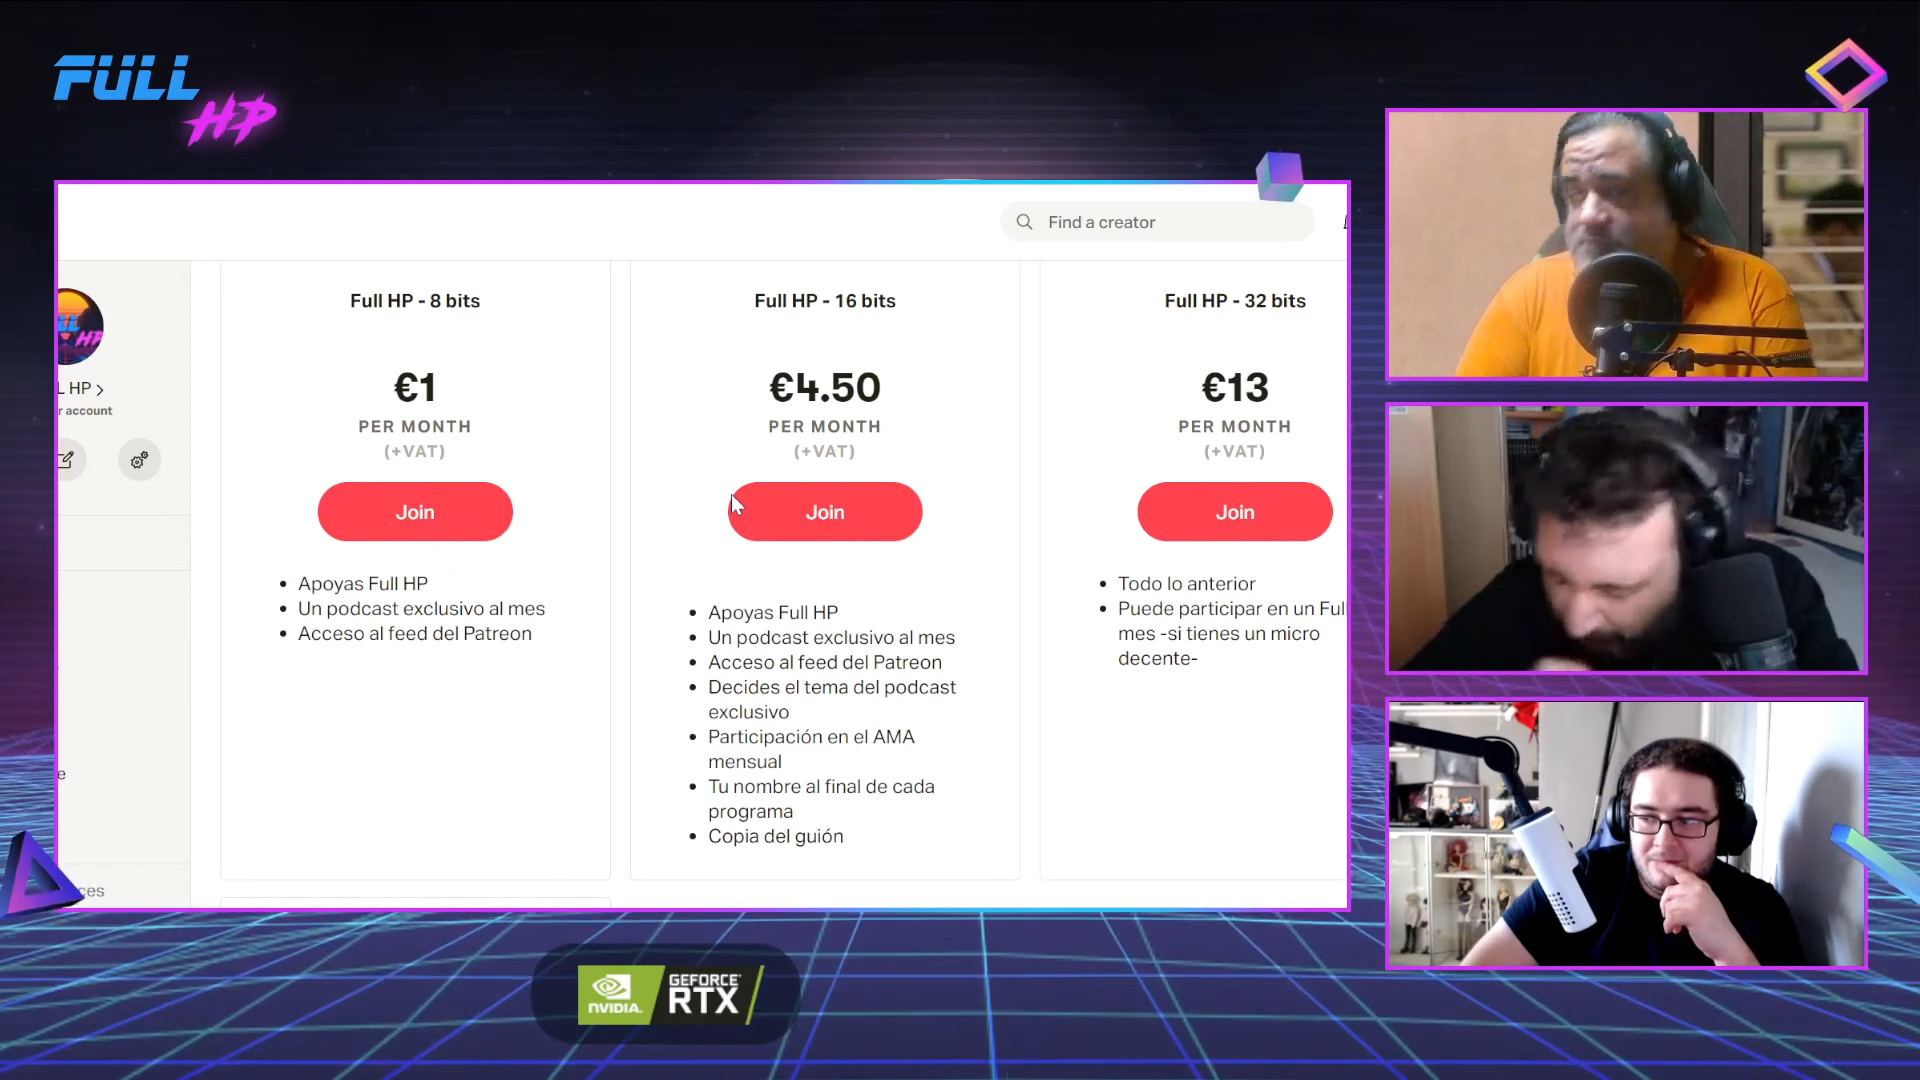 FULL
HP
Find a creator
L HP
r account
e
ces
Full HP - 8 bits
€1
PER MONTH
(+VAT)
Join
Apoyas Full HP
Un podcast exclusivo al mes
Acceso al feed del Patreon
Full HP - 16 bits
€4.50
PER MONTH
(+VAT)
Join
Apoyas Full HP
Un podcast exclusivo al mes
Acceso al feed del Patreon
Decides el tema del podcast
exclusivo
Participación en el AMA
mensual
Tu nombre al final de cada
programa
Copia del guión
Full HP - 32 bits
€13
PER MONTH
(+VAT)
Join
Todo lo anterior
Puede participar en un Ful
mes -si tienes un micro
decente-
NVIDIA.
GEFORCE
RTX